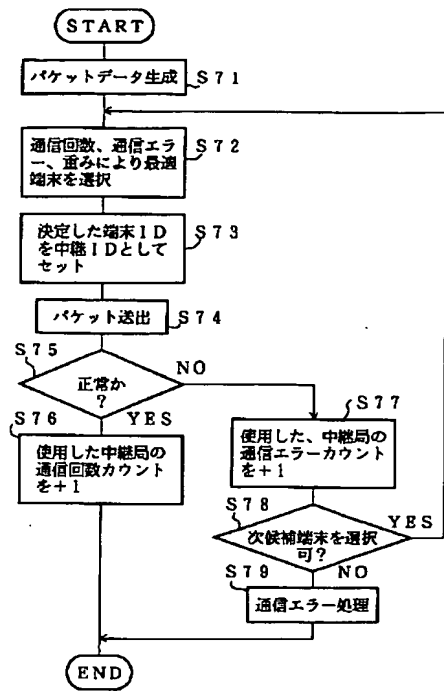 START
パケットデータ生成
S71
通信回数、通信エラ
ー、重みにより最適
端末を選択
S72
決定した端末ID
を中継IDとして
セット
S73
パケット送出
S74
S75
正常か
?
NO
YES
S76
使用した中継局の
通信回数カウント
を+1
S77
使用した、中継局の
通信エラーカウント
を+1
S78
次候補端末を選択
可?
YES
NO
S79
通信エラー処理
END